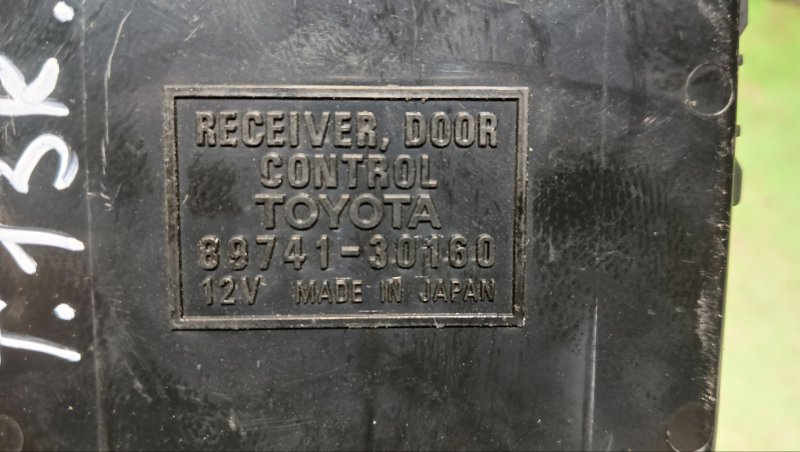 RECEIVER, DOOR
CONTROL
TOYOTA
89741-30160
12V MADE IN JAPAN